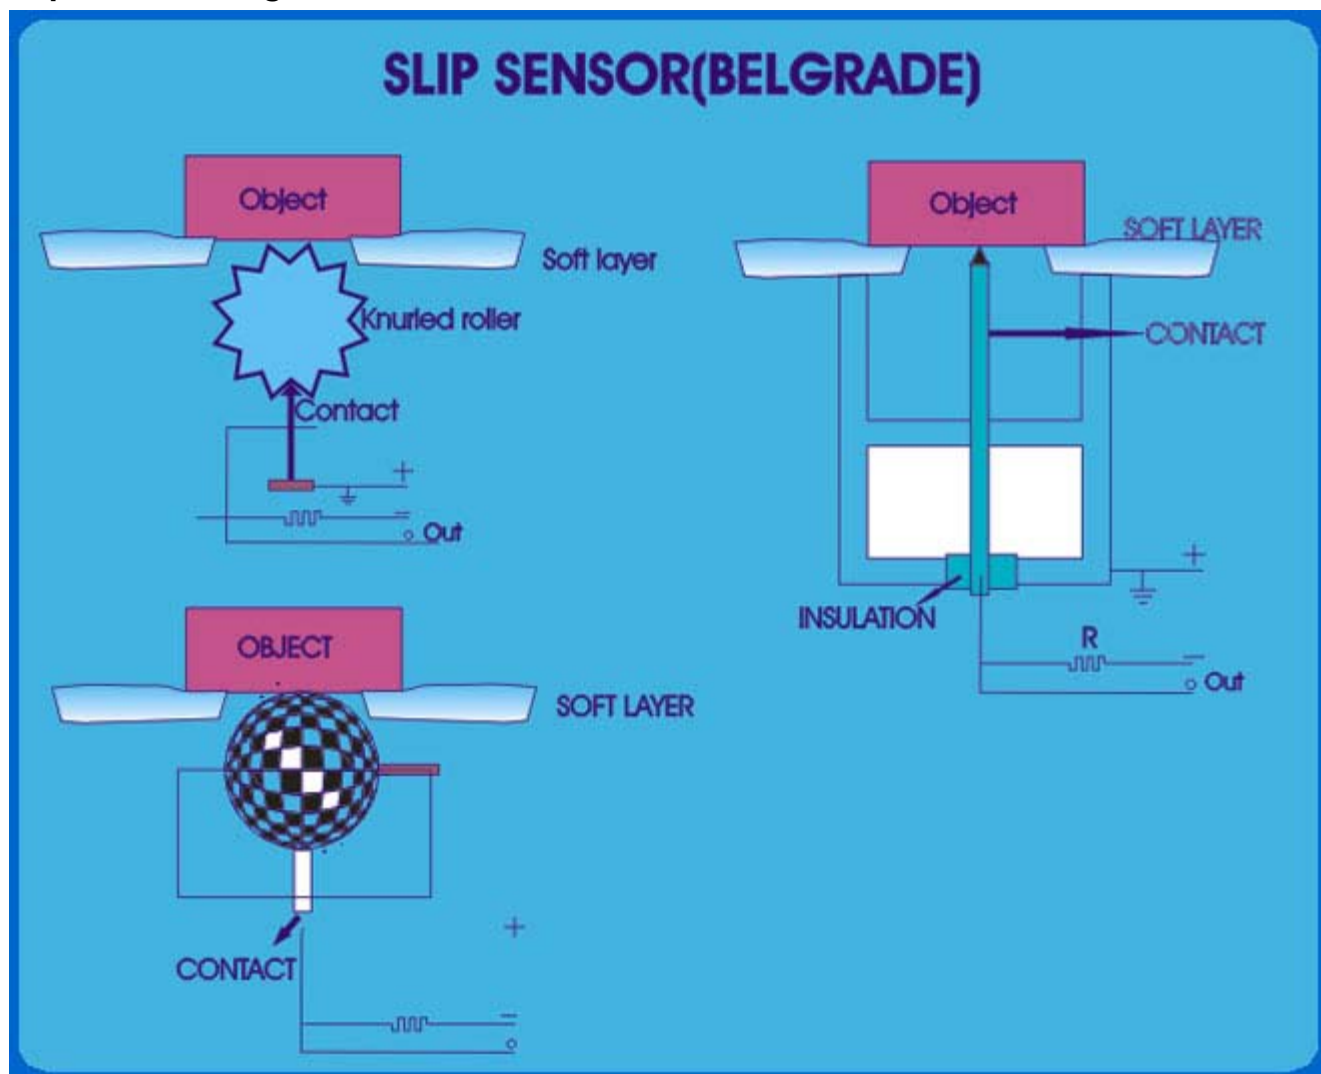 SLIP SENSOR(BELGRADE)
Object
Soft layer
Knurled roller
Contact
+
−
Out
Object
SOFT LAYER
CONTACT
+
INSULATION
R
−
Out
OBJECT
SOFT LAYER
CONTACT
+
−